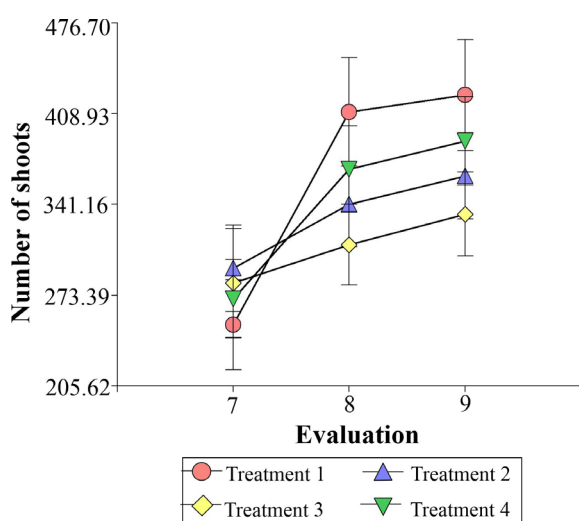 476.70
408.93
341.16
273.39
205.62
Number of shoots
7 8 9
Evaluation
Treatment 1 Treatment 2
Treatment 3 Treatment 4